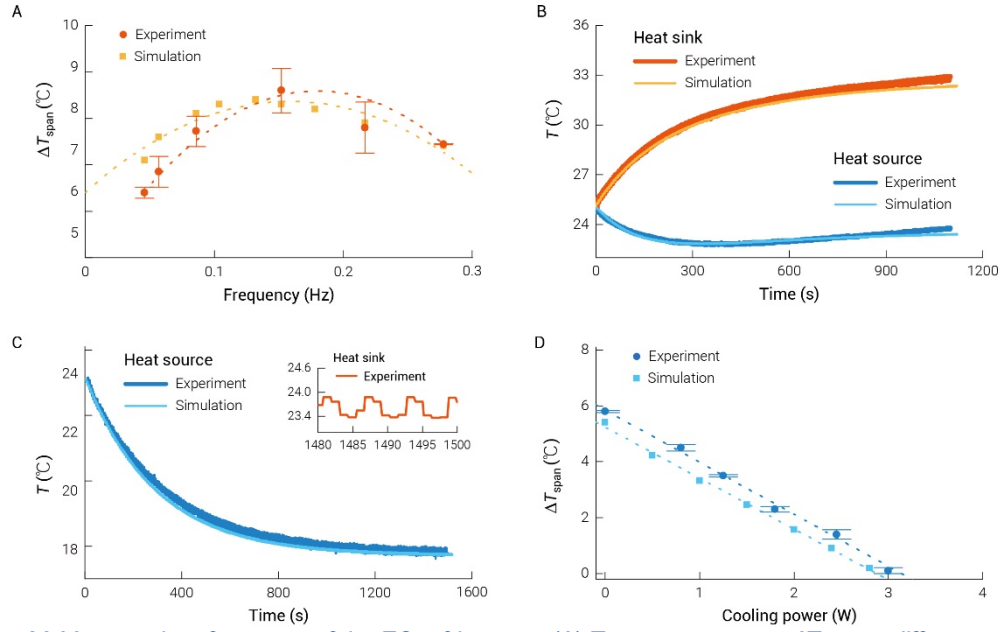 A
10
9
8
7
6
5
ΔTspan (℃)
Experiment
Simulation
0
0.1
0.2
0.3
Frequency (Hz)
B
36
33
30
27
24
T (℃)
Heat sink
Experiment
Simulation
Heat source
Experiment
Simulation
0
300
600
900
1200
Time (s)
C
24
22
20
18
T (℃)
Heat source
Experiment
Simulation
Heat sink
Experiment
24.6
24.0
23.4
1480
1485
1490
1495
1500
0
400
800
1200
1600
Time (s)
D
8
6
4
2
0
ΔTspan (℃)
Experiment
Simulation
0
1
2
3
4
Cooling power (W)